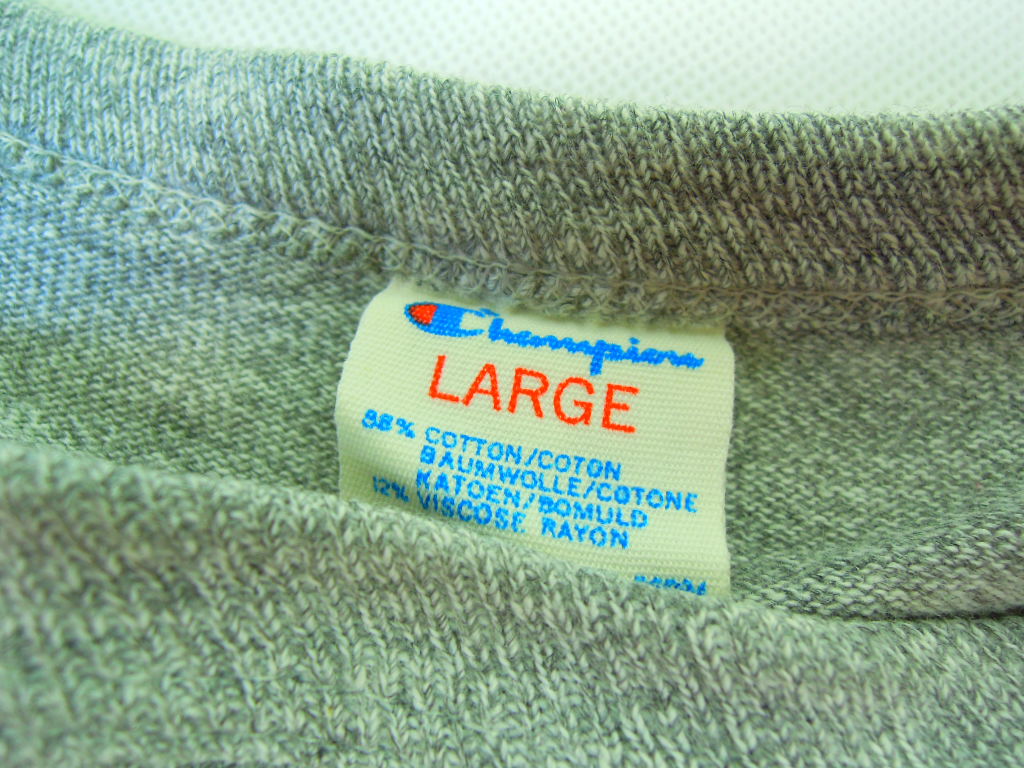 Champion
LARGE
88% COTTON/COTON
BAUMWOLLE/COTONE
KATOEN/BOMULD
12% VISCOSE RAYON